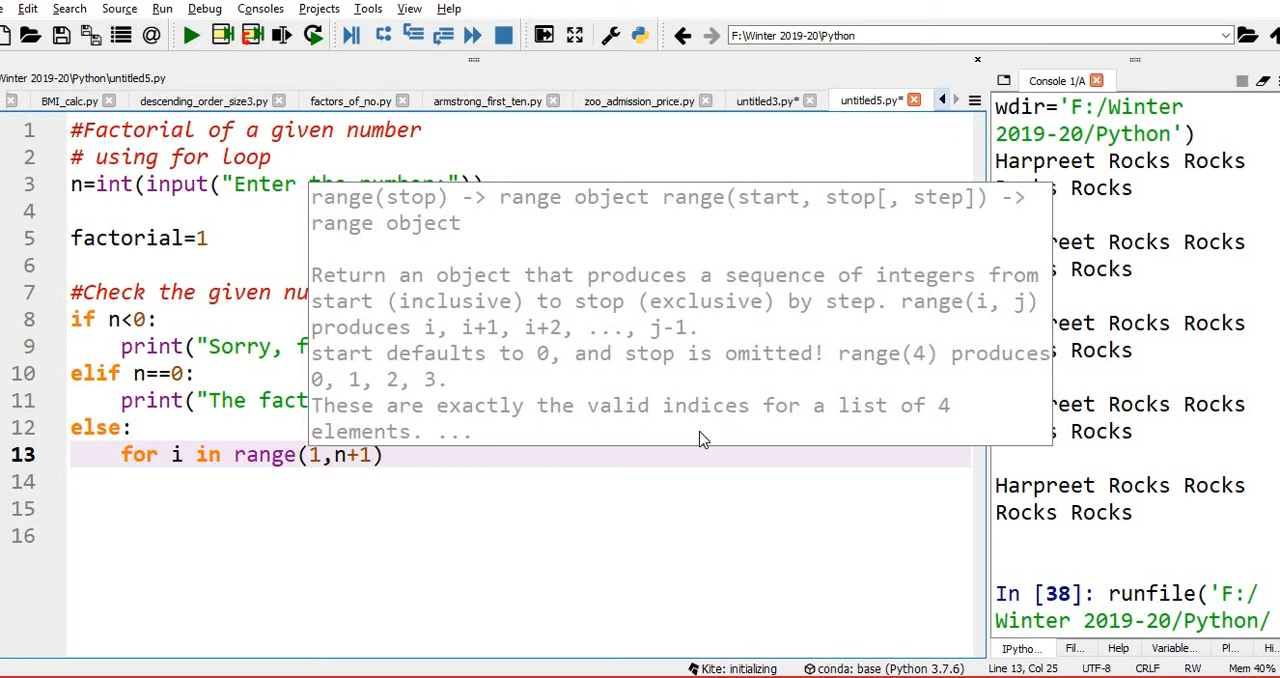 Edit Search Source Run Debug Consoles Projects Tools View Help
F:\Winter 2019-20\Python
Winter 2019-20\Python\untitled5.py
BMI_calc.py descending_order_size3.py factors_of_no.py armstrong_first_ten.py zoo_admission_price.py untitled3.py* untitled5.py*
1 #Factorial of a given number
2 # using for loop
3 n=int(input("Enter the number:"))
4
5 factorial=1
6
7 #Check the given nu
8 if n<0:
9 print("Sorry, f
10 elif n==0:
11 print("The fact
12 else:
13 for i in range(1,n+1)
14
15
16
range(stop) -> range object range(start, stop[, step]) ->
range object
Return an object that produces a sequence of integers from
start (inclusive) to stop (exclusive) by step. range(i, j)
produces i, i+1, i+2, ..., j-1.
start defaults to 0, and stop is omitted! range(4) produces
0, 1, 2, 3.
These are exactly the valid indices for a list of 4
elements. ...
Console 1/A
wdir='F:/Winter
2019-20/Python')
Harpreet Rocks Rocks
Rocks
reet Rocks Rocks
s Rocks
reet Rocks Rocks
s Rocks
reet Rocks Rocks
s Rocks
Harpreet Rocks Rocks
Rocks Rocks
In [38]: runfile('F:/
Winter 2019-20/Python/
IPytho... Fil... Help Variable... Pl... Hi...
Kite: initializing conda: base (Python 3.7.6) Line 13, Col 25 UTF-8 CRLF RW Mem 40%